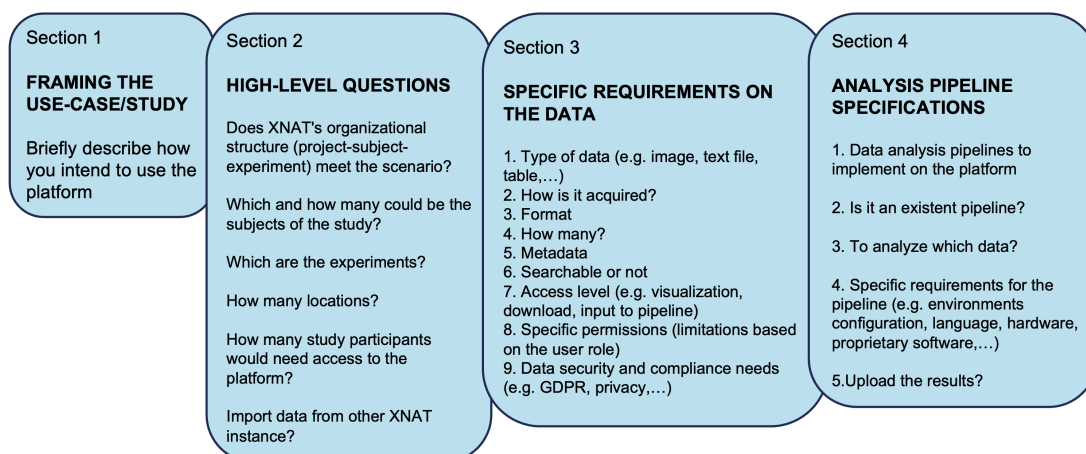 Section 1
FRAMING THE
USE-CASE/STUDY
Briefly describe how
you intend to use the
platform
Section 2
HIGH-LEVEL QUESTIONS
Does XNAT's organizational
structure (project-subject-
experiment) meet the scenario?
Which and how many could be the
subjects of the study?
Which are the experiments?
How many locations?
How many study participants
would need access to the
platform?
Import data from other XNAT
instance?
Section 3
SPECIFIC REQUIREMENTS ON
THE DATA
1. Type of data (e.g. image, text file,
table,…)
2. How is it acquired?
3. Format
4. How many?
5. Metadata
6. Searchable or not
7. Access level (e.g. visualization,
download, input to pipeline)
8. Specific permissions (limitations based
on the user role)
9. Data security and compliance needs
(e.g. GDPR, privacy,…)
Section 4
ANALYSIS PIPELINE
SPECIFICATIONS
1. Data analysis pipelines to
implement on the platform
2. Is it an existent pipeline?
3. To analyze which data?
4. Specific requirements for the
pipeline (e.g. environments
configuration, language, hardware,
proprietary software,…)
5.Upload the results?